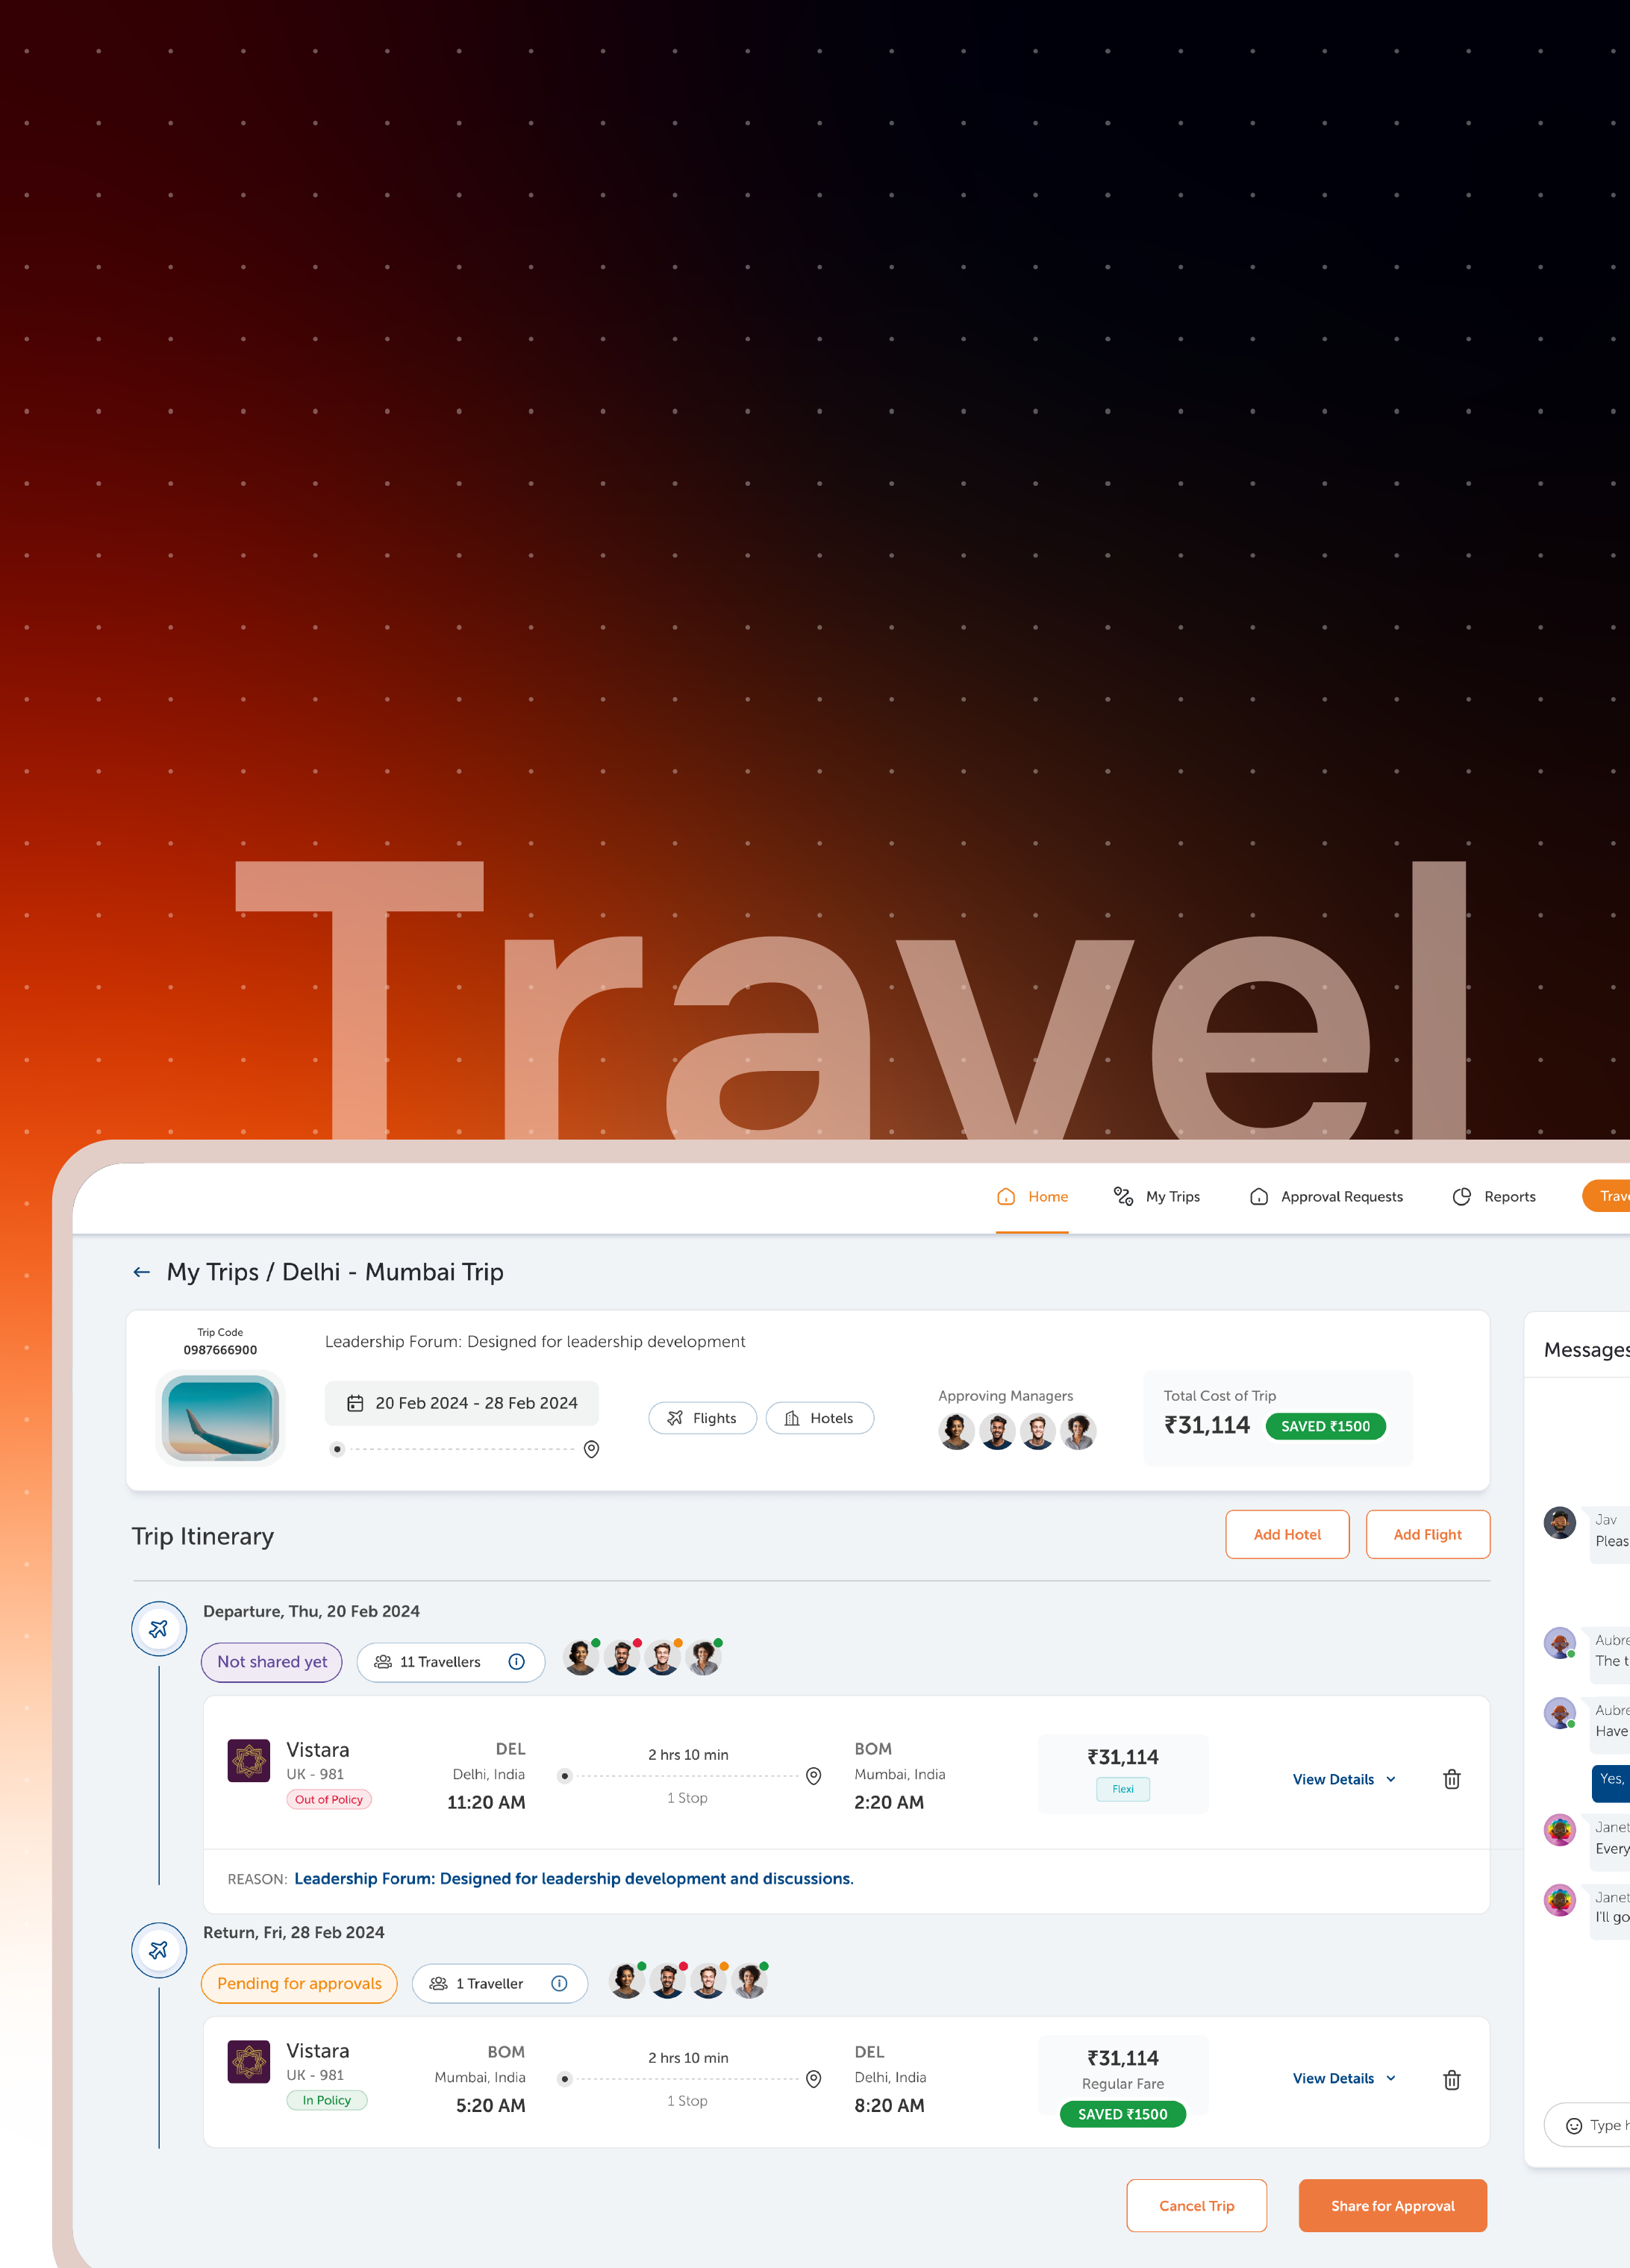 Travel
Home
My Trips
Approval Requests
Reports
My Trips / Delhi - Mumbai Trip
Trip Code
0987666900
Leadership Forum: Designed for leadership development
20 Feb 2024 - 28 Feb 2024
Flights
Hotels
Approving Managers
Total Cost of Trip
₹31,114
SAVED ₹1500
Trip Itinerary
Add Hotel
Add Flight
Departure, Thu, 20 Feb 2024
Not shared yet
11 Travellers
Vistara
UK - 981
Out of Policy
DEL
Delhi, India
11:20 AM
2 hrs 10 min
1 Stop
BOM
Mumbai, India
2:20 AM
₹31,114
Flexi
View Details
REASON: Leadership Forum: Designed for leadership development and discussions.
Return, Fri, 28 Feb 2024
Pending for approvals
1 Traveller
Vistara
UK - 981
In Policy
BOM
Mumbai, India
5:20 AM
2 hrs 10 min
1 Stop
DEL
Delhi, India
8:20 AM
₹31,114
Regular Fare
SAVED ₹1500
View Details
Cancel Trip
Share for Approval
Messages
Jav
The
Have
Yes,
Janet
Janet
I'll go
Type